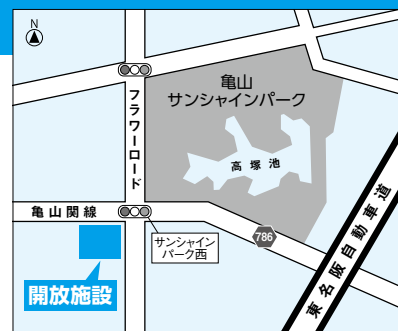 N
亀山
サンシャインパーク
フラワーロード
高塚池
亀山関線
サンシャイン
パーク西
786
開放施設
東名阪自動車道